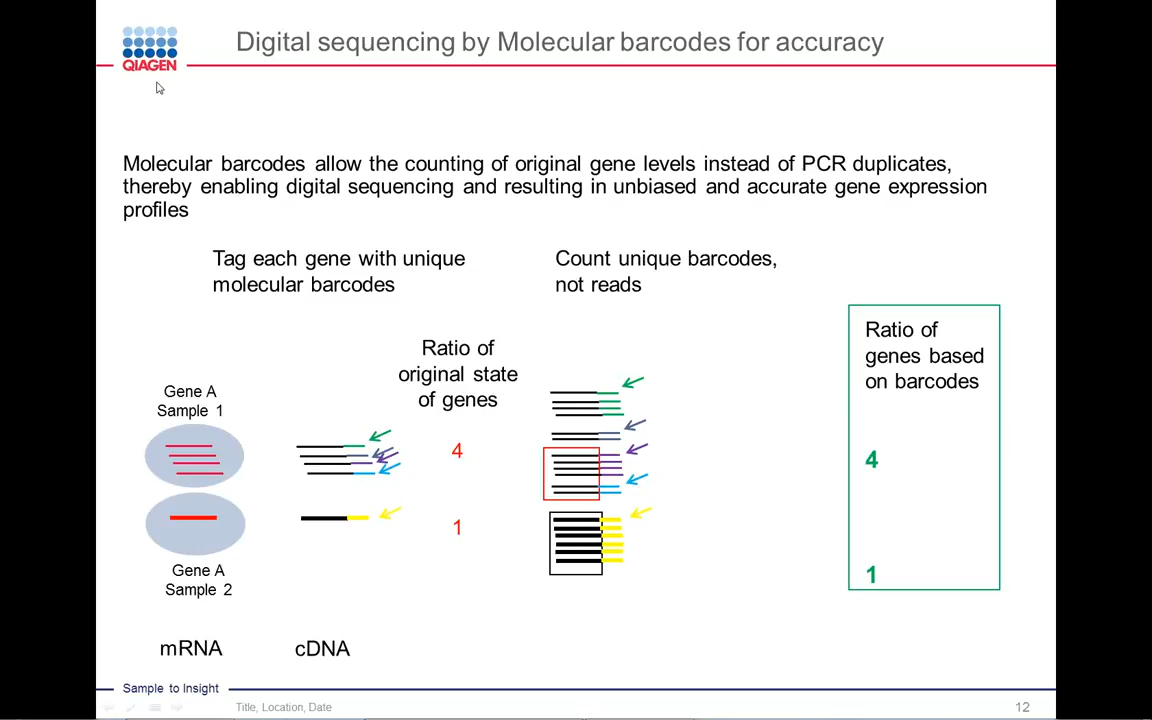 Digital sequencing by Molecular barcodes for accuracy
QIAGEN
Molecular barcodes allow the counting of original gene levels instead of PCR duplicates,
thereby enabling digital sequencing and resulting in unbiased and accurate gene expression
profiles
Tag each gene with unique
molecular barcodes
Count unique barcodes,
not reads
Ratio of
original state
of genes
Ratio of
genes based
on barcodes
Gene A
Sample 1
4
4
1
1
Gene A
Sample 2
mRNA
cDNA
Sample to Insight
Title, Location, Date
12